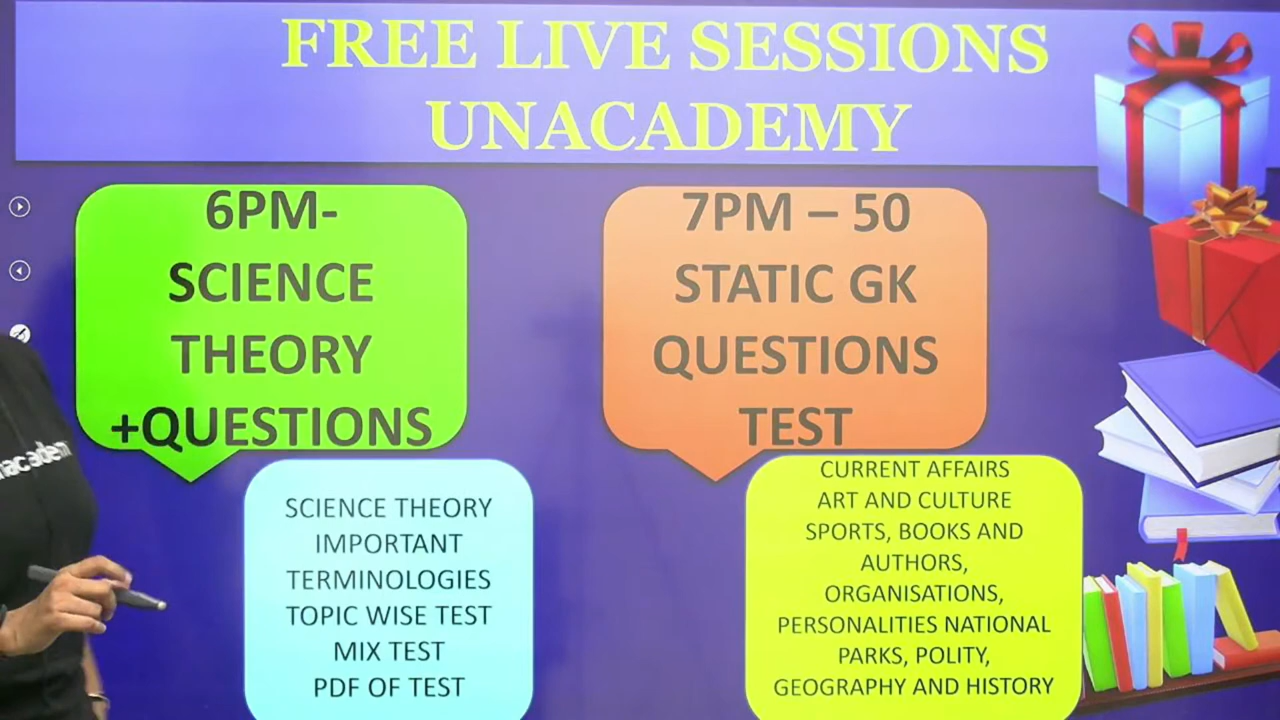 FREE LIVE SESSIONS
UNACADEMY
6PM-
SCIENCE
THEORY
+QUESTIONS
7PM – 50
STATIC GK
QUESTIONS
TEST
SCIENCE THEORY
IMPORTANT
TERMINOLOGIES
TOPIC WISE TEST
MIX TEST
PDF OF TEST
CURRENT AFFAIRS
ART AND CULTURE
SPORTS, BOOKS AND
AUTHORS,
ORGANISATIONS,
PERSONALITIES NATIONAL
PARKS, POLITY,
GEOGRAPHY AND HISTORY